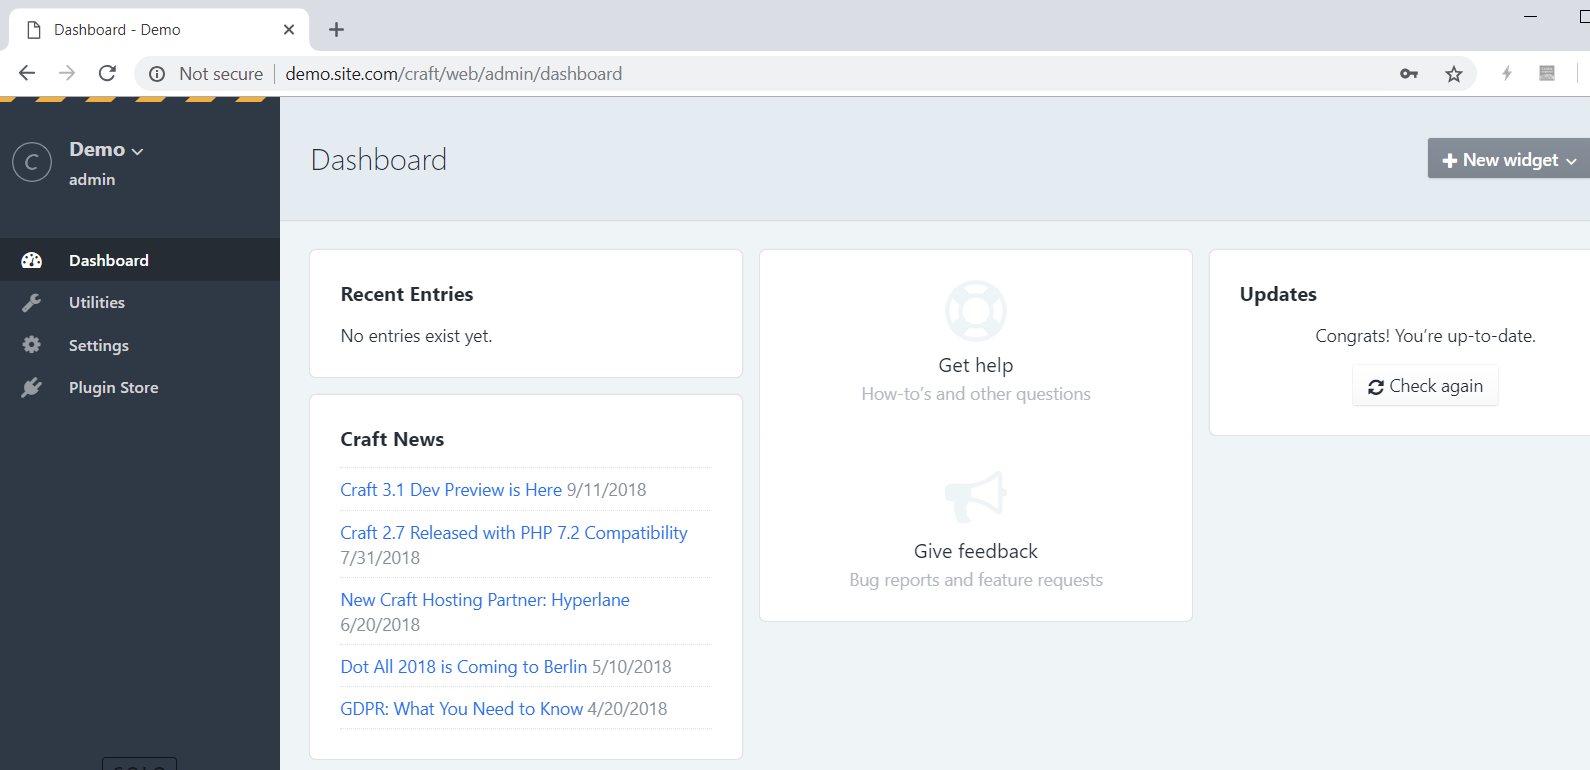 Dashboard - Demo
Not secure
demo.site.com/craft/web/admin/dashboard
C
Demo
admin
Dashboard
Utilities
Settings
Plugin Store
Dashboard
New widget
Recent Entries
No entries exist yet.
Craft News
Craft 3.1 Dev Preview is Here 9/11/2018
Craft 2.7 Released with PHP 7.2 Compatibility
7/31/2018
New Craft Hosting Partner: Hyperlane
6/20/2018
Dot All 2018 is Coming to Berlin 5/10/2018
GDPR: What You Need to Know 4/20/2018
Get help
How-to’s and other questions
Give feedback
Bug reports and feature requests
Updates
Congrats! You’re up-to-date.
Check again